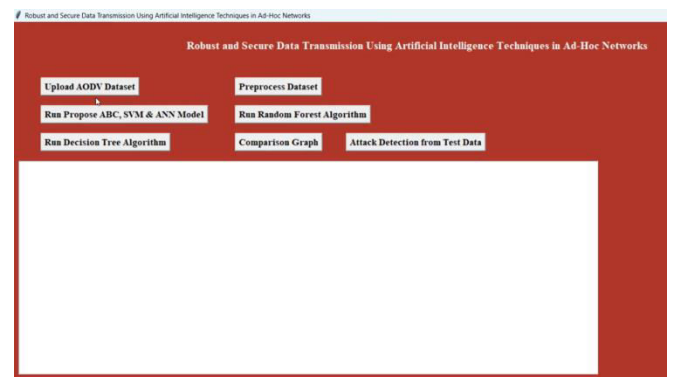 Robust and Secure Data Transmission Using Artificial Intelligence Techniques in Ad-Hoc Networks
Robust and Secure Data Transmission Using Artificial Intelligence Techniques in Ad-Hoc Networks
Upload AODV Dataset Preprocess Dataset
Run Propose ABC, SVM & ANN Model Run Random Forest Algorithm
Run Decision Tree Algorithm Comparison Graph Attack Detection from Test Data